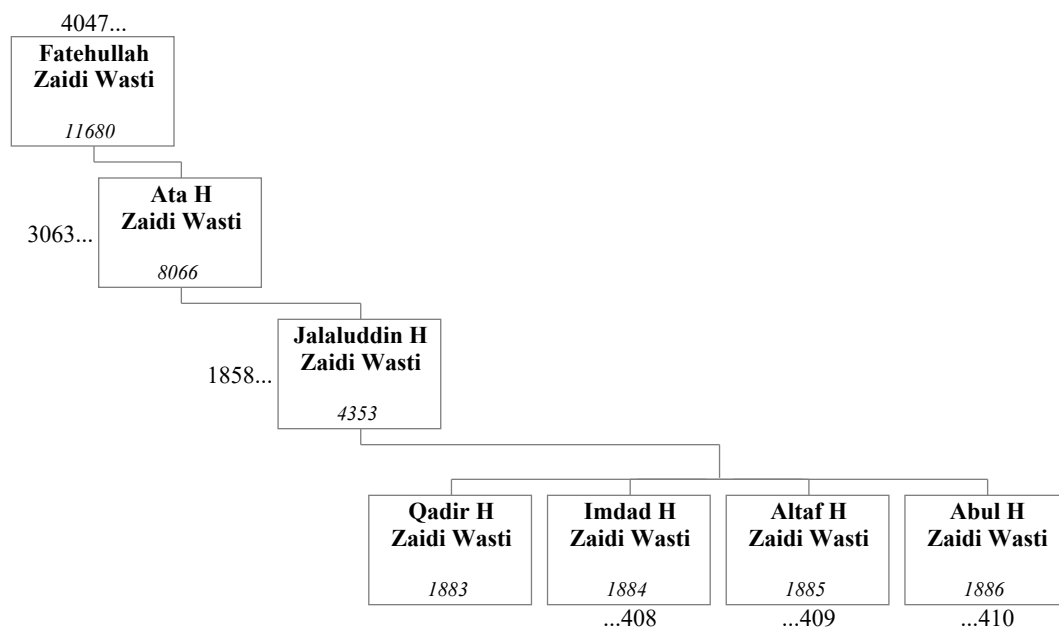 4047...
Fatehullah
Zaidi Wasti
11680
Ata H
Zaidi Wasti
3063...
8066
Jalaluddin H
Zaidi Wasti
1858...
4353
Qadir H
Zaidi Wasti
1883
Imdad H
Zaidi Wasti
1884
...408
Altaf H
Zaidi Wasti
1885
...409
Abul H
Zaidi Wasti
1886
...410